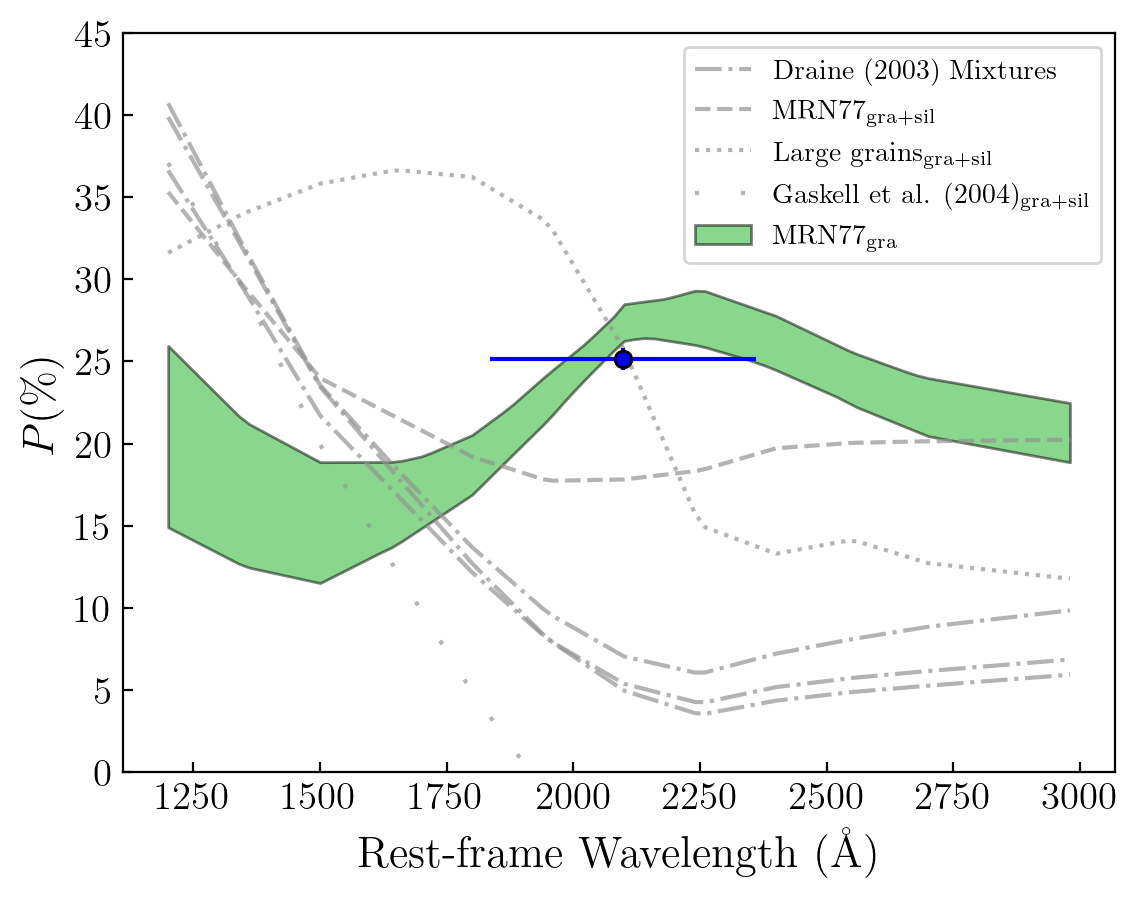 45
40
35
30
25
20
15
10
5
0
P(%)
Draine (2003) Mixtures
MRN77gra+sil
Large grainsgra+sil
Gaskell et al. (2004)gra+sil
MRN77gra
1250 1500 1750 2000 2250 2500 2750 3000
Rest-frame Wavelength (Å)